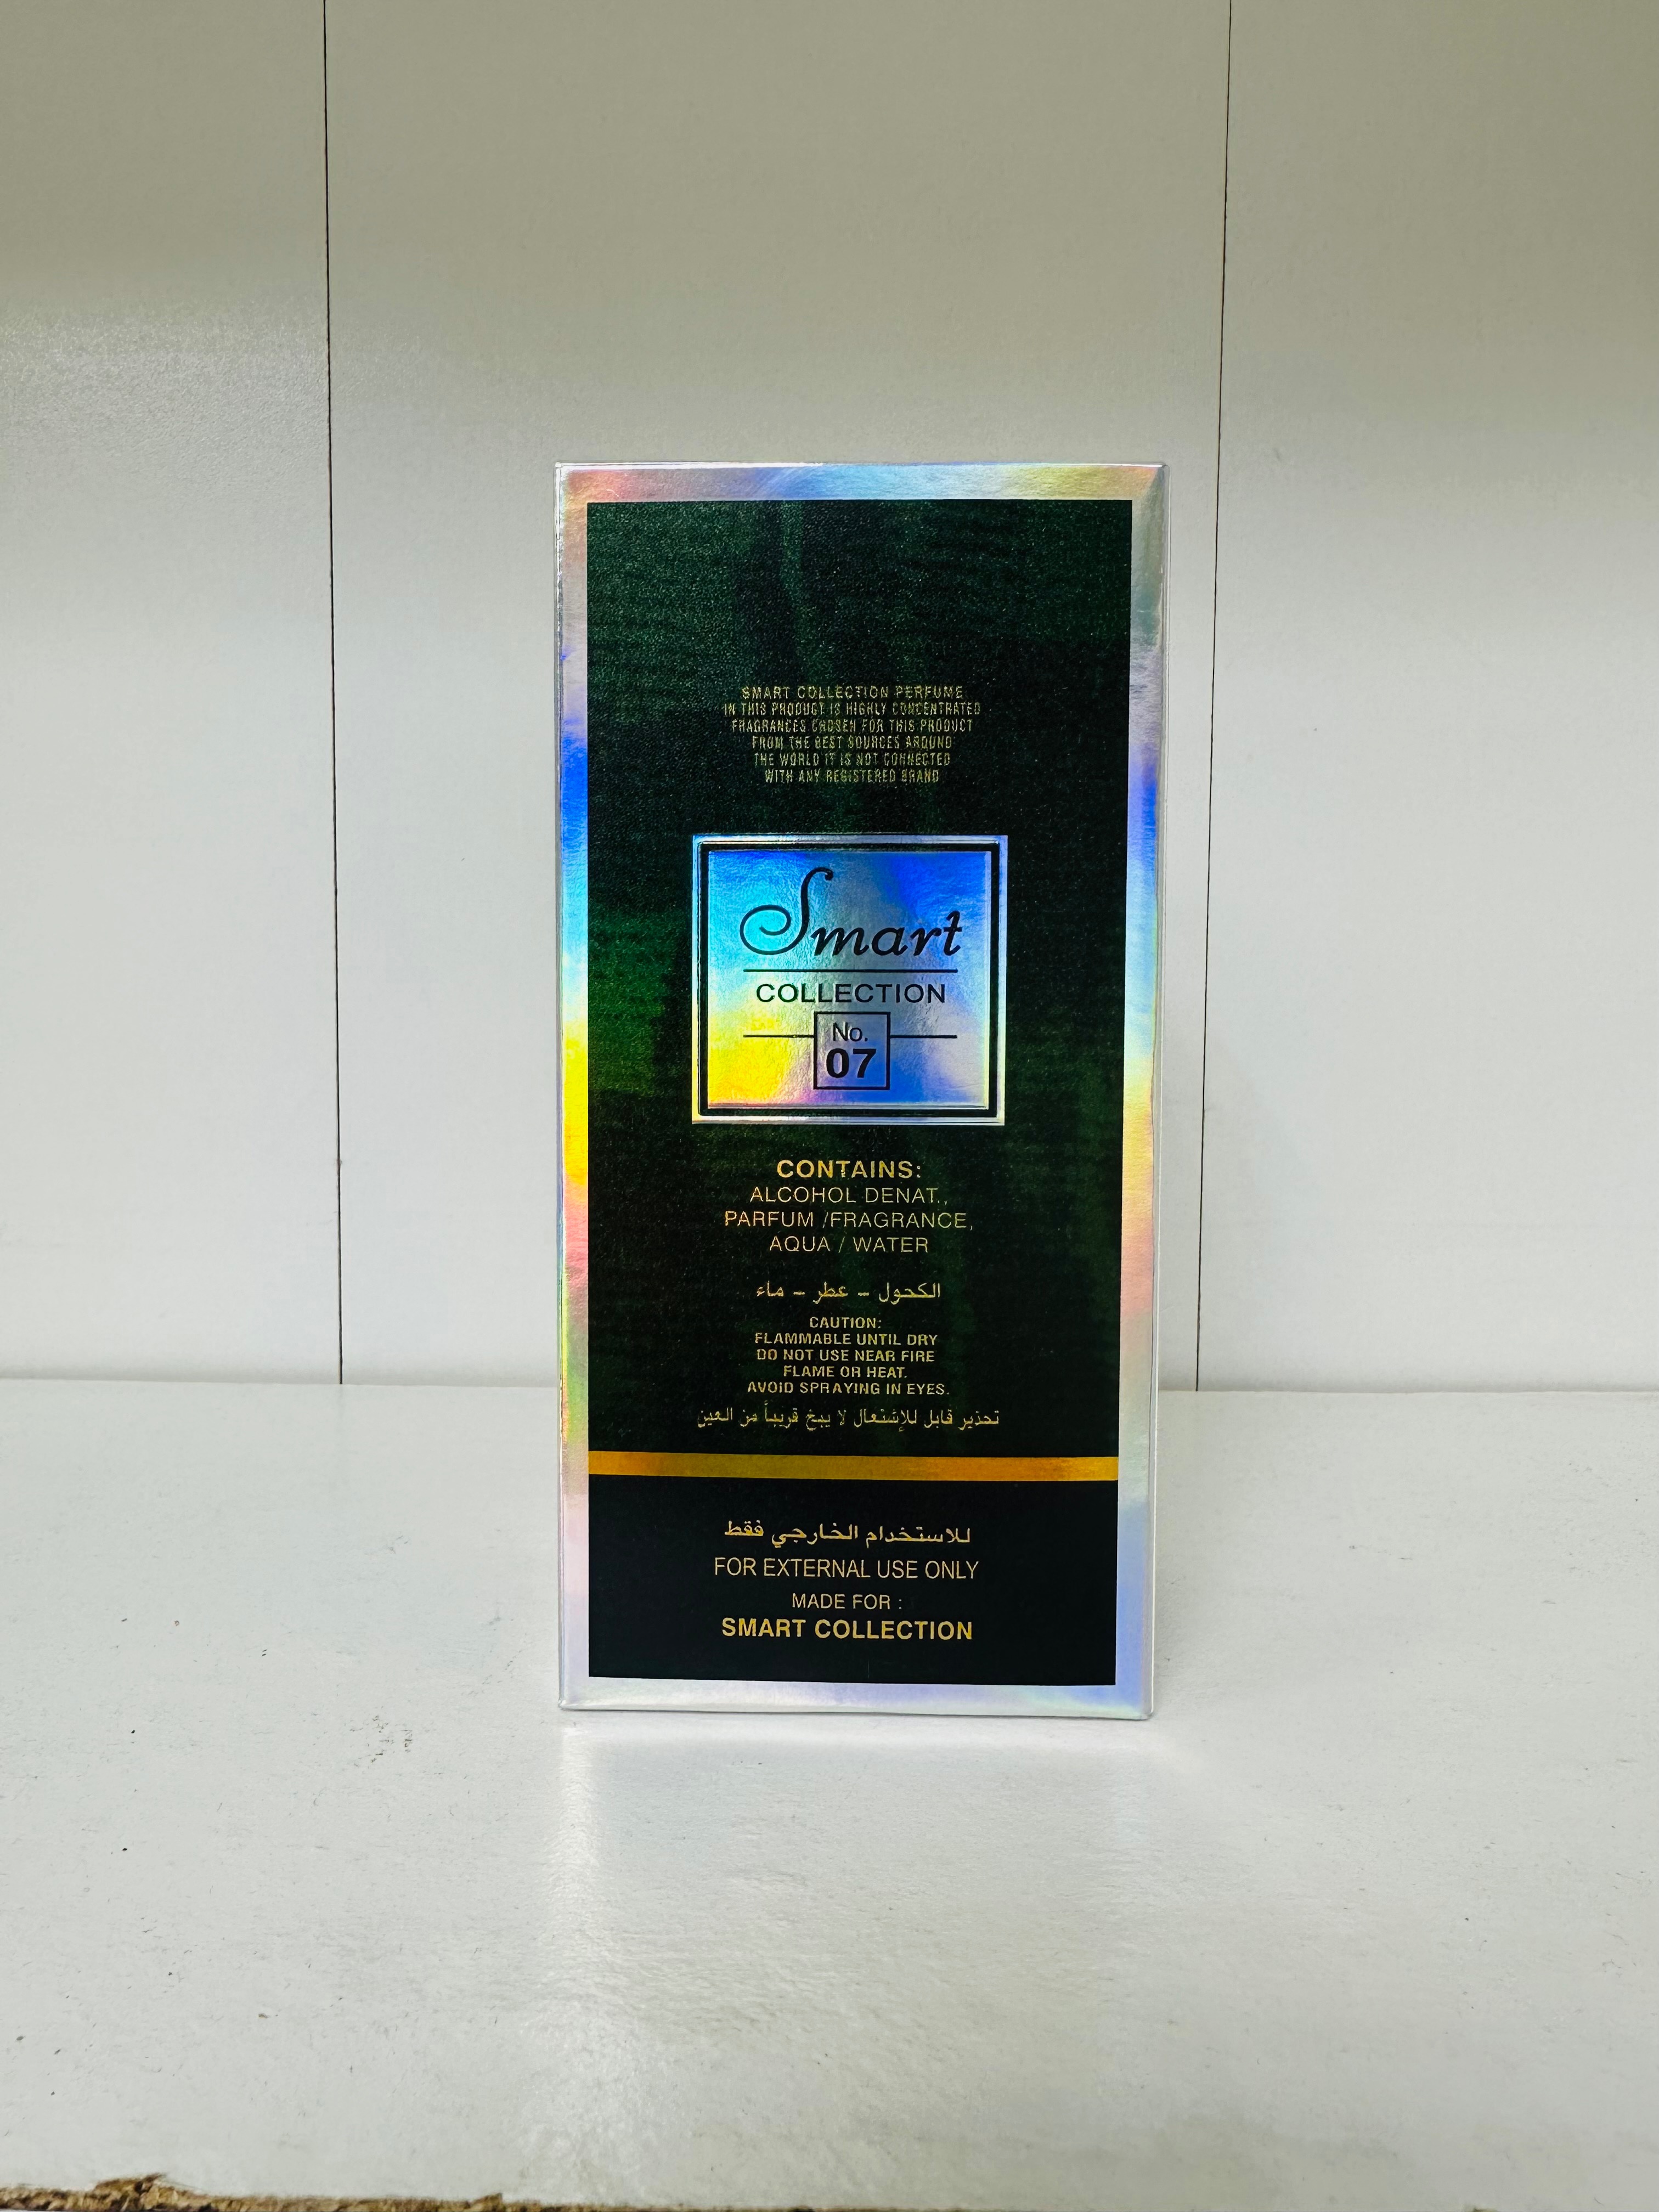 SMART COLLECTION PERFUME
IN THIS PRODUCT IS HIGHLY CONCENTRATED
FRAGRANCES CHOSEN FOR THIS PRODUCT
FROM THE BEST SOURCES AROUND
THE WORLD IT IS NOT CONNECTED
WITH ANY REGISTERED BRAND
Smart
COLLECTION
No.
07
CONTAINS:
ALCOHOL DENAT.,
PARFUM /FRAGRANCE,
AQUA / WATER
الكحول - عطر - ماء
CAUTION:
FLAMMABLE UNTIL DRY
DO NOT USE NEAR FIRE
FLAME OR HEAT.
AVOID SPRAYING IN EYES.
تحذير قابل للإشتعال لا يبخ قريباً من العين
للاستخدام الخارجي فقط
FOR EXTERNAL USE ONLY
MADE FOR :
SMART COLLECTION